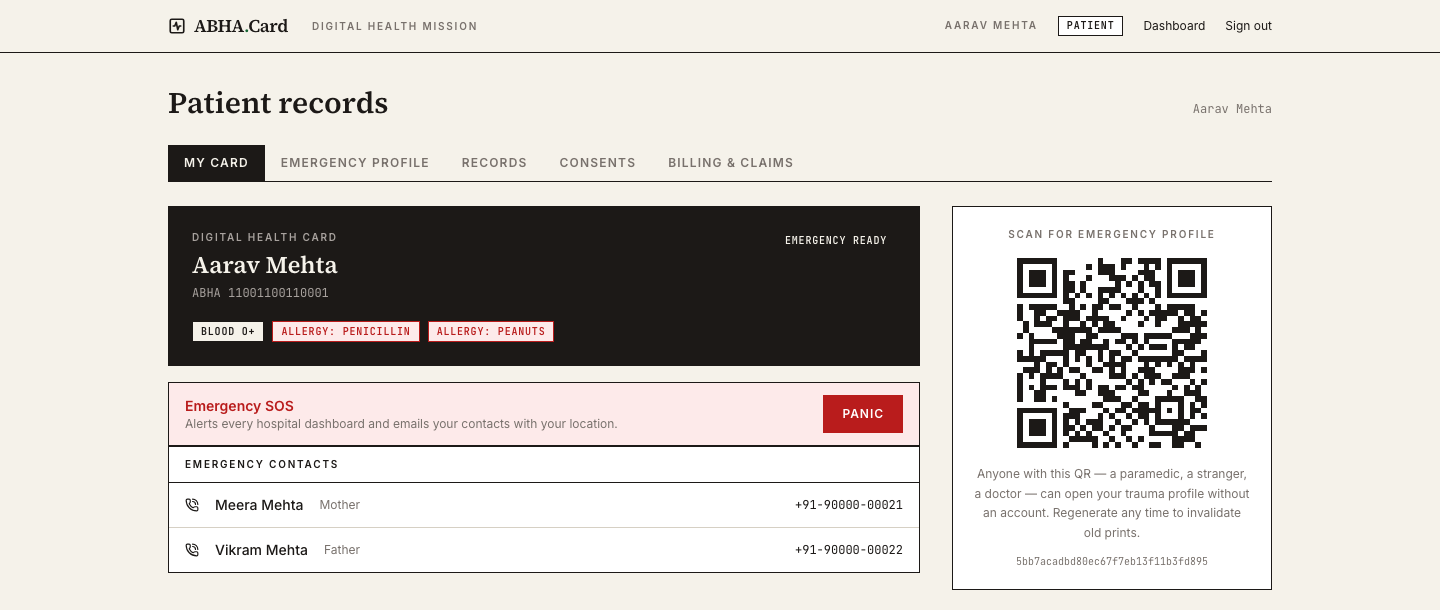 ABHA.Card DIGITAL HEALTH MISSION AARAV MEHTA PATIENT Dashboard Sign out
Patient records Aarav Mehta
MY CARD EMERGENCY PROFILE RECORDS CONSENTS BILLING & CLAIMS
DIGITAL HEALTH CARD
EMERGENCY READY
Aarav Mehta
ABHA 11001100110001
BLOOD O+ ALLERGY: PENICILLIN ALLERGY: PEANUTS
Emergency SOS
Alerts every hospital dashboard and emails your contacts with your location.
PANIC
EMERGENCY CONTACTS
Meera Mehta Mother +91-90000-00021
Vikram Mehta Father +91-90000-00022
SCAN FOR EMERGENCY PROFILE
Anyone with this QR — a paramedic, a stranger,
a doctor — can open your trauma profile without
an account. Regenerate any time to invalidate
old prints.
5bb7acadbd80ec67f7eb13f11b3fd895